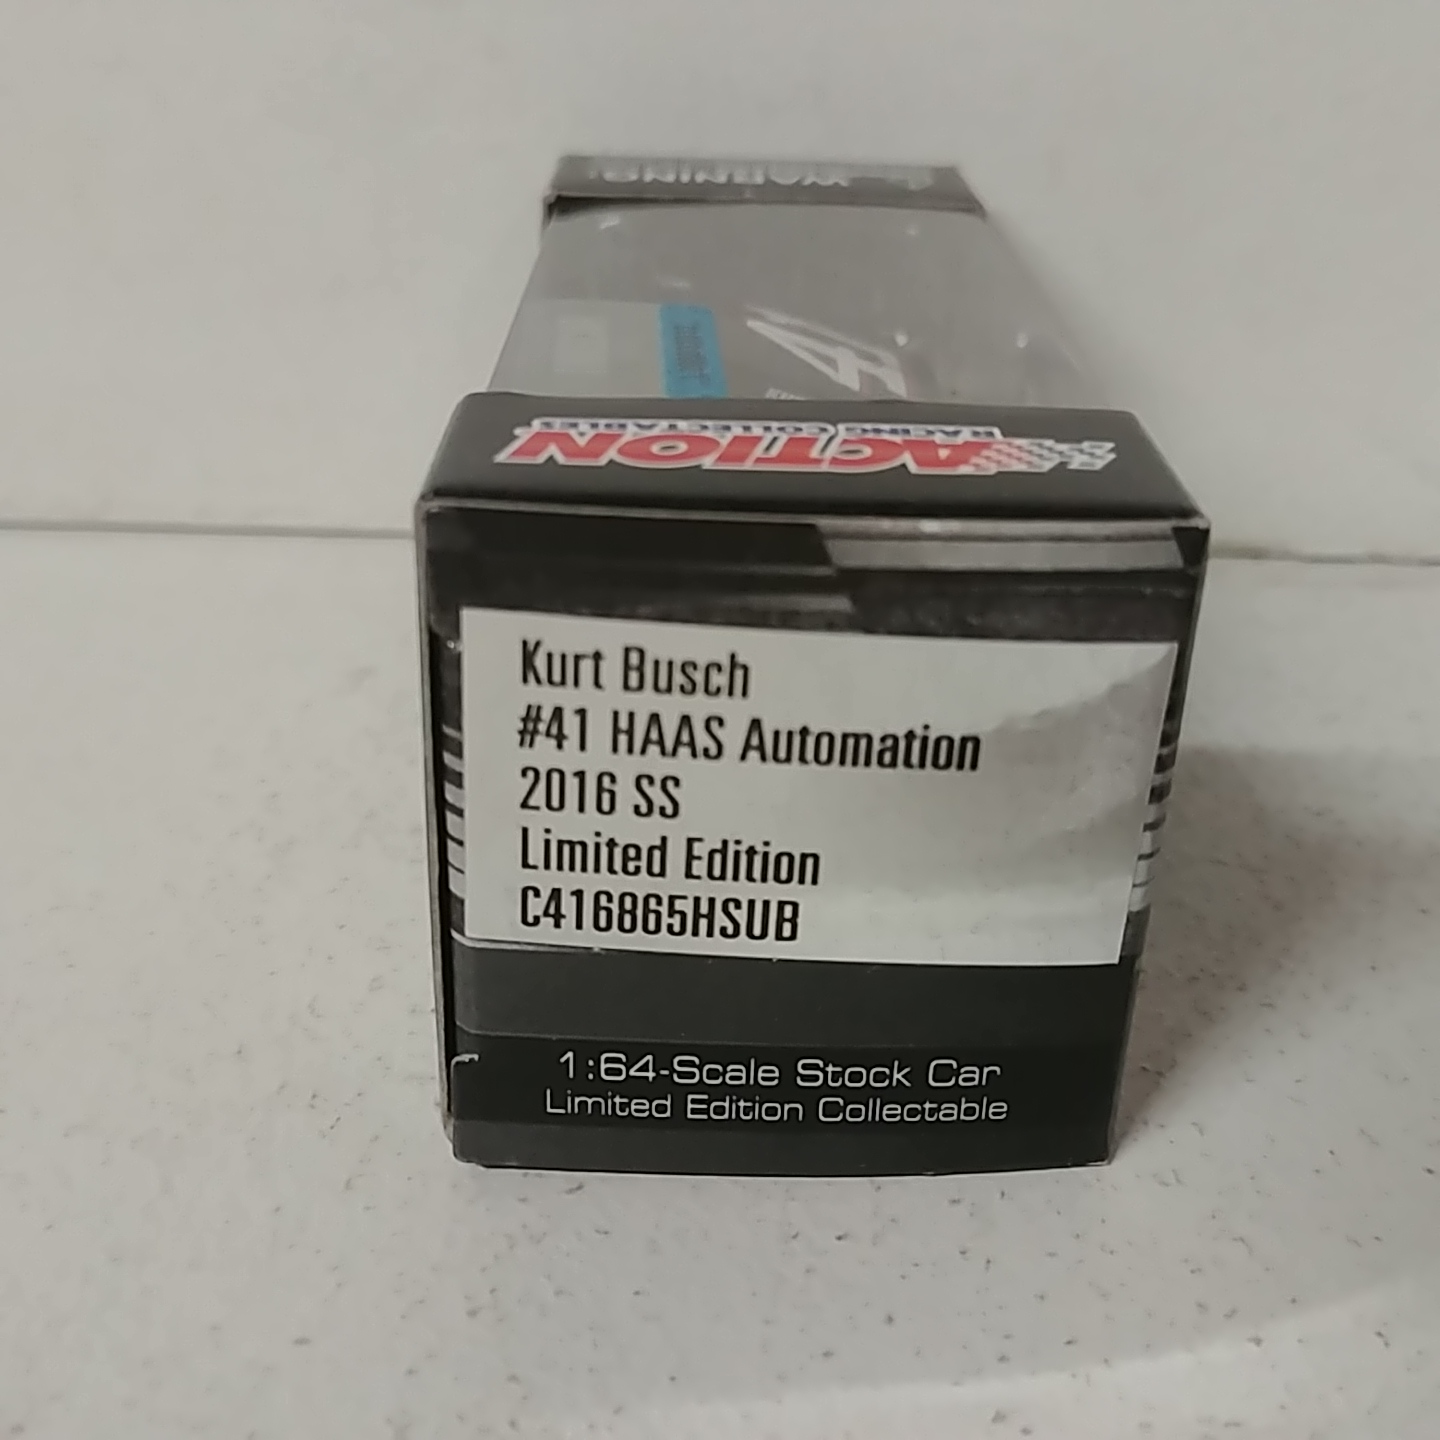 WARNING!
ACTION
RACING COLLECTABLES
Kurt Busch
#41 HAAS Automation
2016 SS
Limited Edition
C416865HSUB
1:64-Scale Stock Car
Limited Edition Collectable